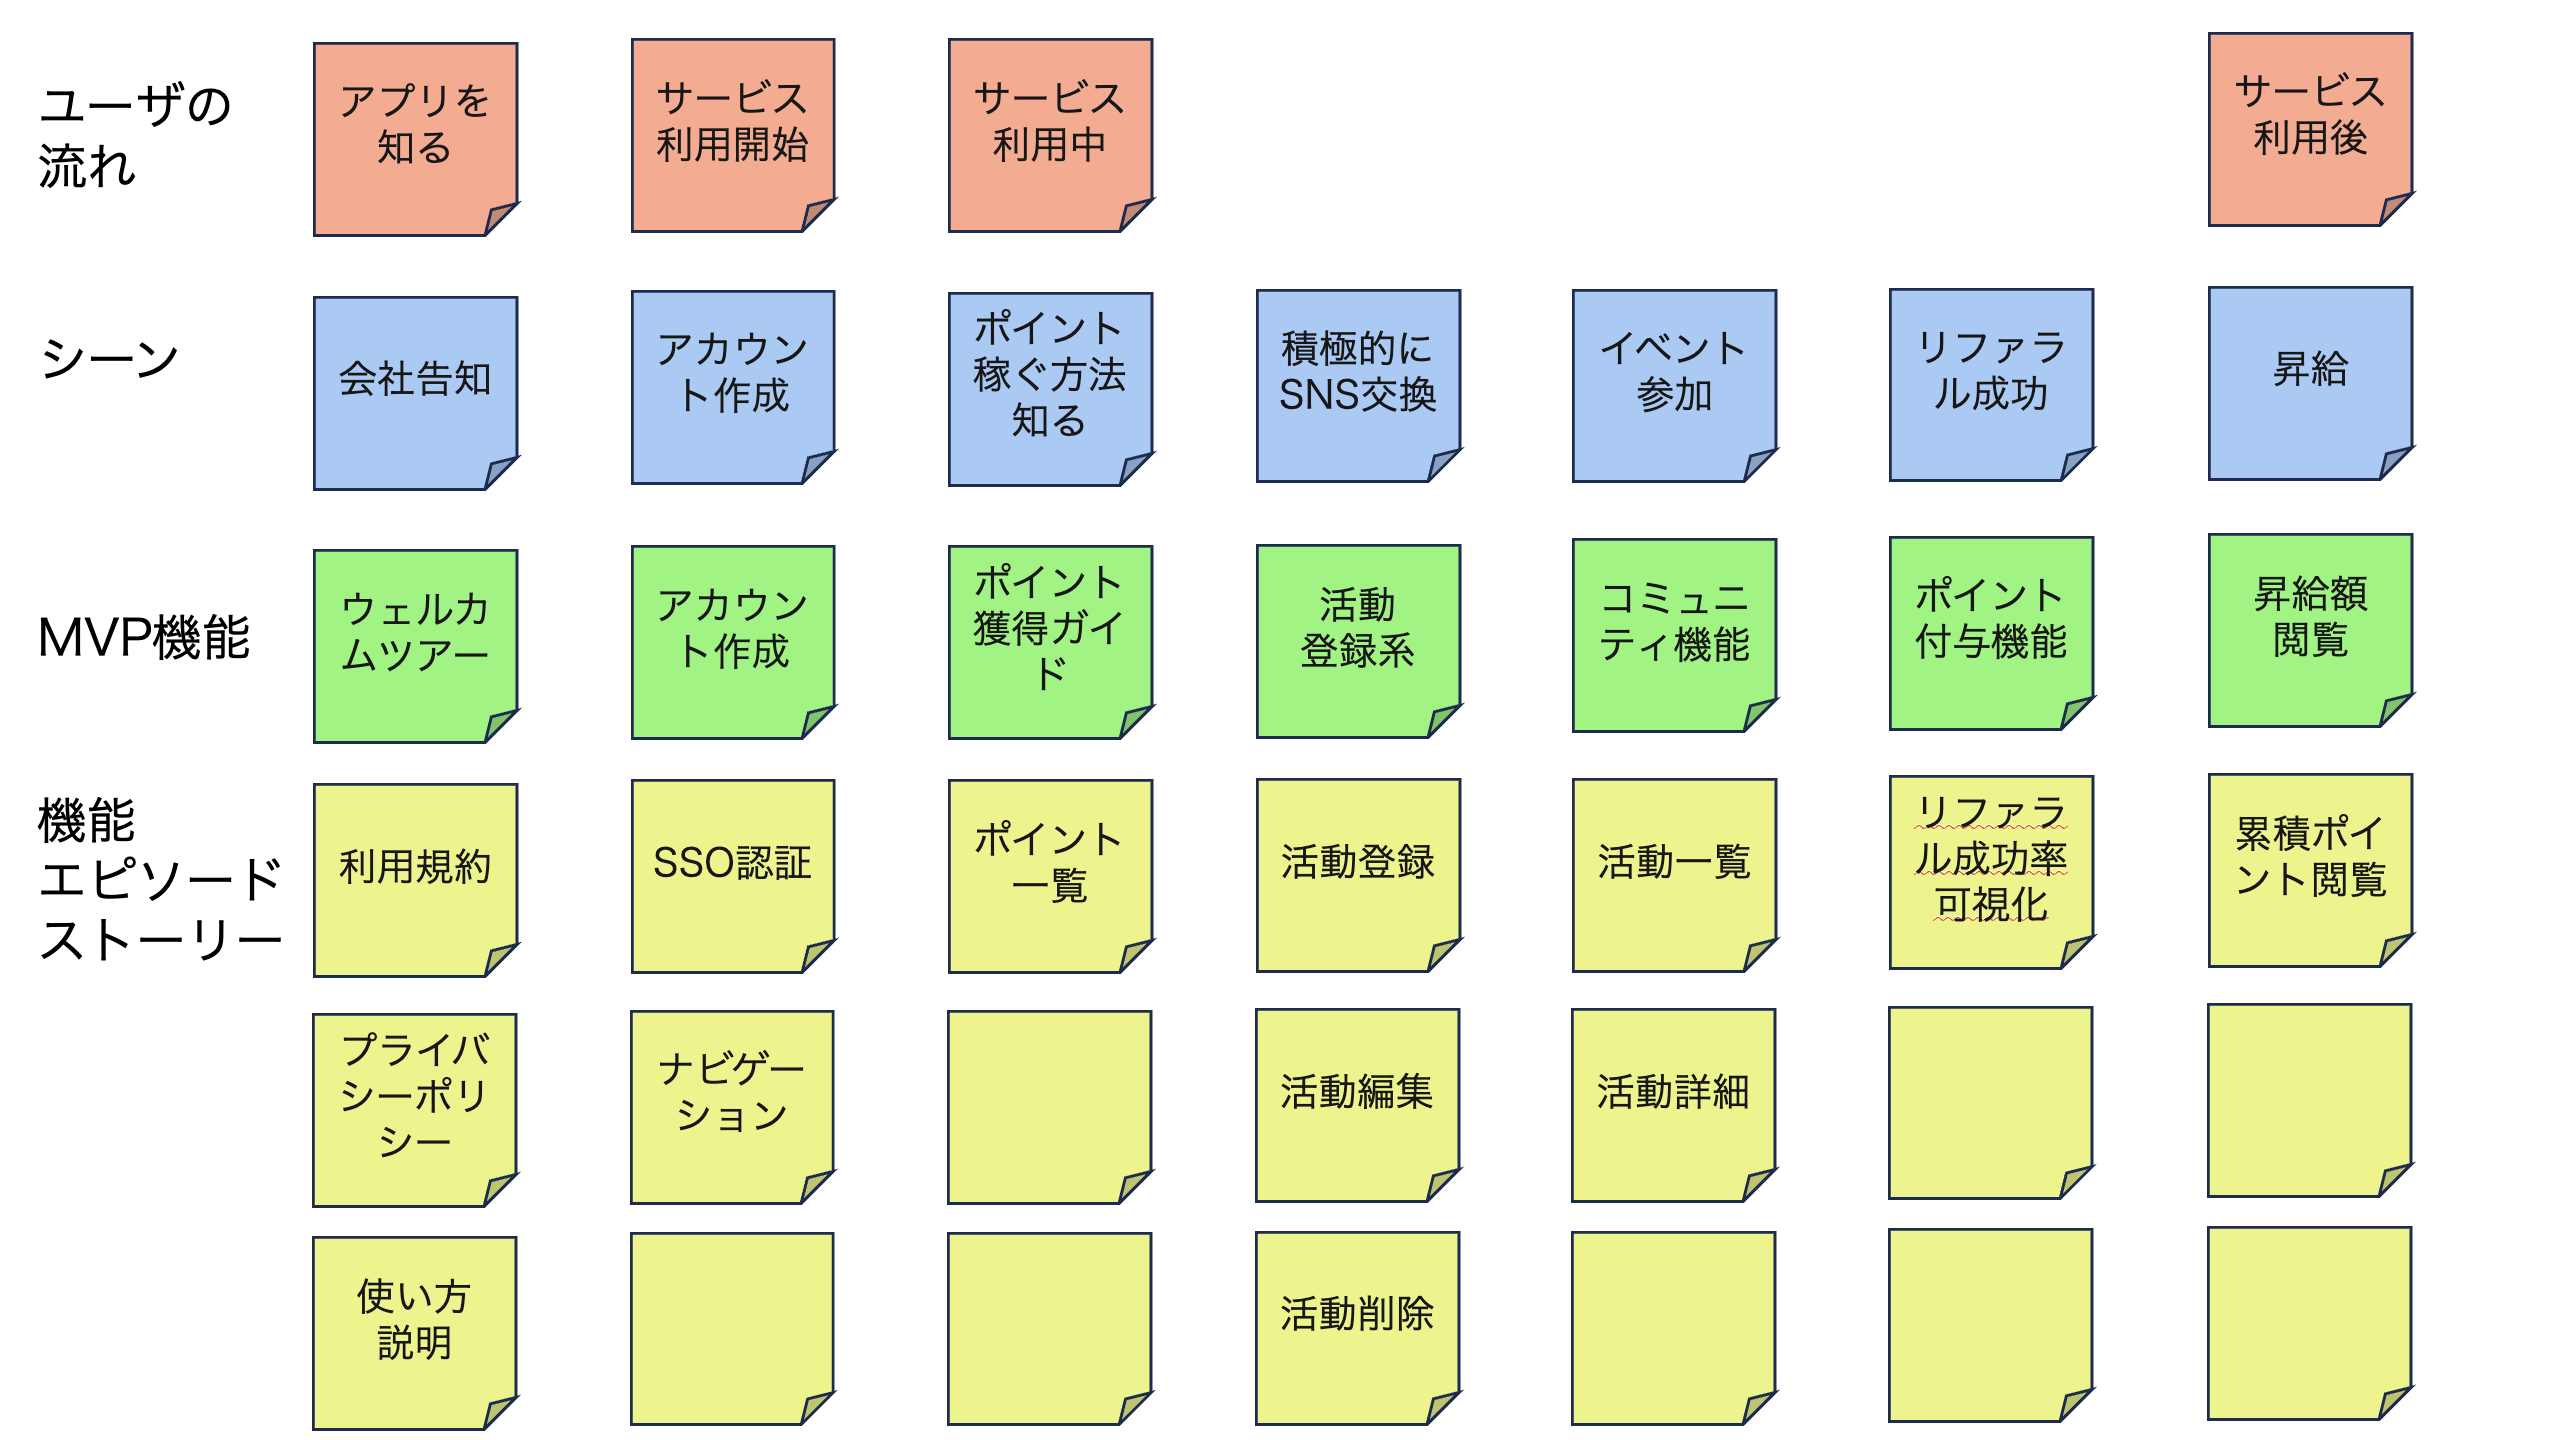 ユーザの
流れ
アプリを
知る
サービス
利用開始
サービス
利用中
サービス
利用後
シーン
会社告知
アカウン
ト作成
ポイント
稼ぐ方法
知る
積極的に
SNS交換
イベント
参加
リファラ
ル成功
昇給
MVP機能
ウェルカ
ムツアー
アカウン
ト作成
ポイント
獲得ガイ
ド
活動
登録系
コミュニ
ティ機能
ポイント
付与機能
昇給額
閲覧
機能
エピソード
ストーリー
利用規約
SSO認証
ポイント
一覧
活動登録
活動一覧
リファラ
ル成功率
可視化
累積ポイ
ント閲覧
プライバ
シーポリ
シー
ナビゲー
ション
活動編集
活動詳細
使い方
説明
活動削除